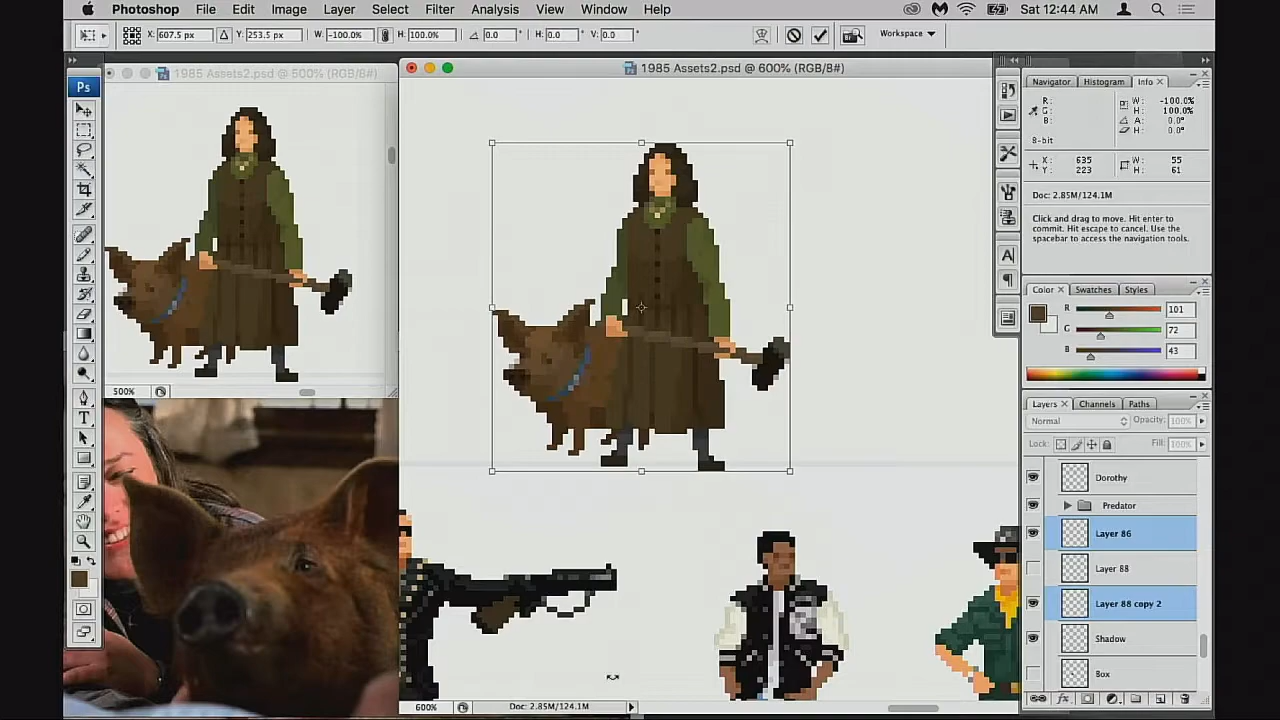 Photoshop File Edit Image Layer Select Filter Analysis View Window Help Sat 12:44 AM
X: 607.5 px Y: 253.5 px W: -100.0% H: 100.0% 0.0 ° H: 0.0 ° V: 0.0 ° Workspace
1985 Assets2.psd @ 500% (RGB/8#)
1985 Assets2.psd @ 600% (RGB/8#)
Ps
T
500%
600% Doc: 2.85M/124.1M
Navigator Histogram Info
R: W: -100.0%
G: H: 100.0%
B: A: 0.0°
H: 0.0°
8-bit
X: 635 W: 55
Y: 223 H: 61
Doc: 2.85M/124.1M
Click and drag to move. Hit enter to
commit. Hit escape to cancel. Use the
spacebar to access the navigation tools.
Color Swatches Styles
R 101
G 72
B 43
Layers Channels Paths
Normal Opacity: 100%
Lock: Fill: 100%
Dorothy
Predator
Layer 86
Layer 88
Layer 88 copy 2
Shadow
Box